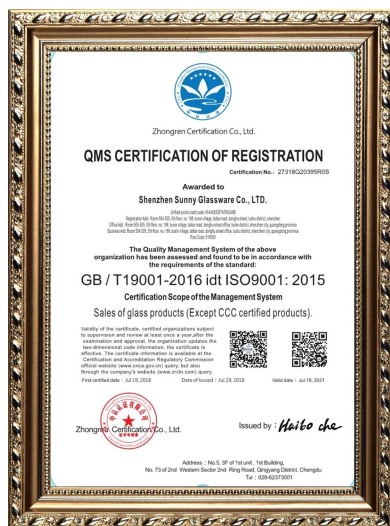 Zhongren Certification Co., Ltd.
QMS CERTIFICATION OF REGISTRATION
Certification No.: 27318Q20395R0S
Awarded to
Shenzhen Sunny Glassware Co., LTD.
The Quality Management System of the above
organization has been assessed and found to be in accordance with
the requirements of the standard:
GB / T19001-2016 idt ISO9001: 2015
Certification Scope of the Management System
Sales of glass products (Except CCC certified products).
Validity of the certificate, certified organizations subject
to supervision and review at least once a year, after the
examination and approval, the organization updates the
two-dimensional code information, the certificate is
effective. The certificate information is available at the
Certification and Accreditation Regulatory Commission
official website (www.cnca.gov.cn) query, but also
through the company's website (www.zrcln.com) query.
First certified date : Jul 19, 2018 Date of Issued : Jul 19, 2018 Valid date : Jul 18, 2021
Zhongren Certification Co., Ltd.
Issued by : Haibo che
Address : No.5, 3F of 1st unit , 1st Building,
No. 73 of 2nd Western Sector 2nd Ring Road, Qingyang District, Chengdu
Tel : 028-62373001